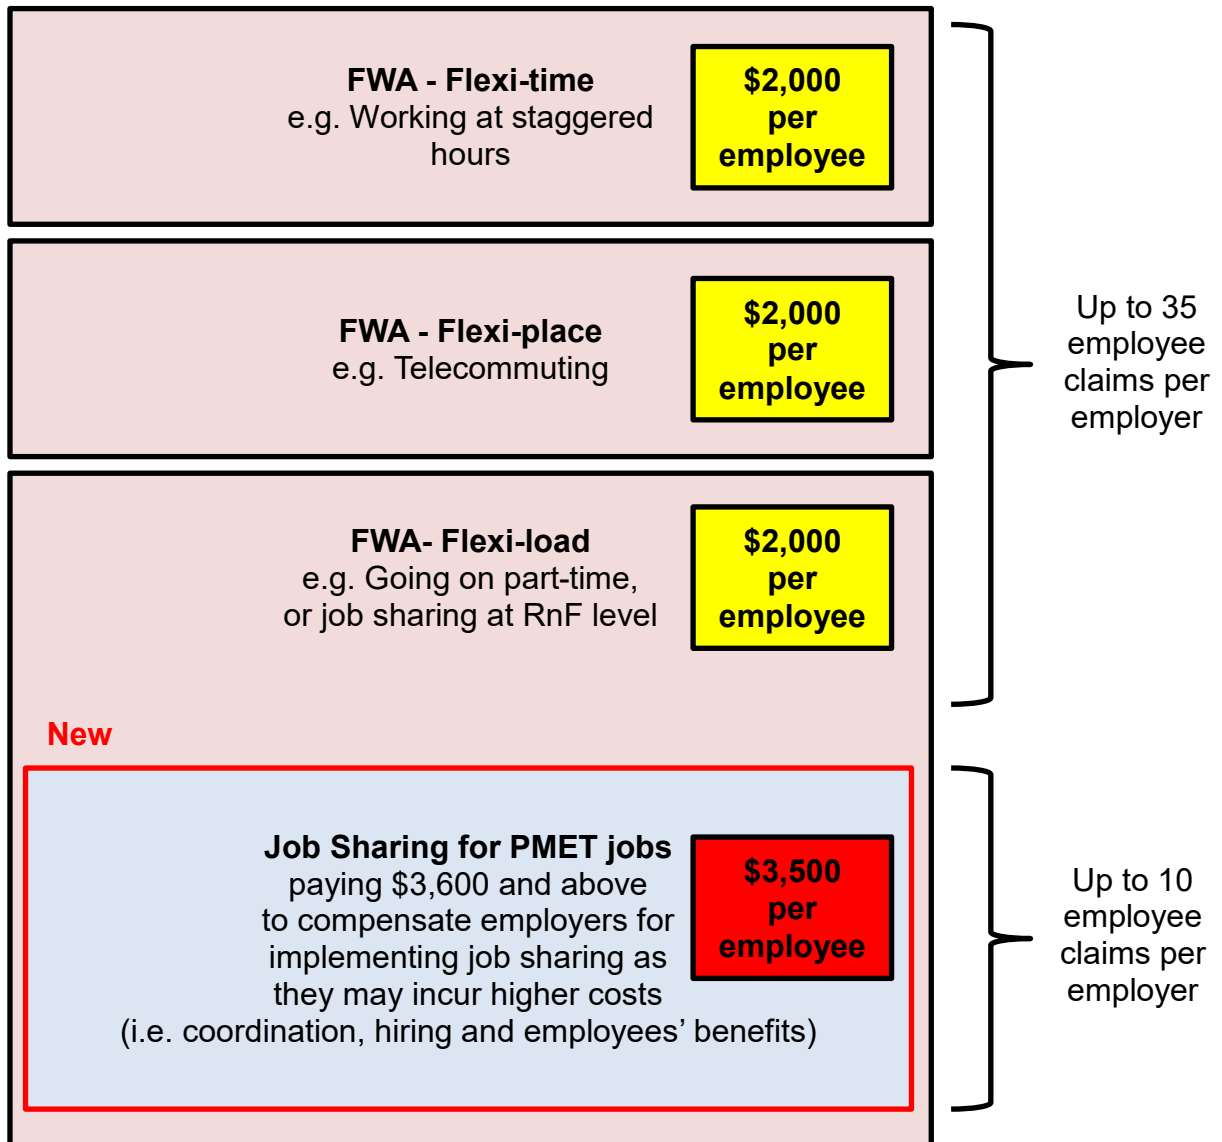 FWA - Flexi-time
e.g. Working at staggered
hours
$2,000
per
employee
FWA - Flexi-place
e.g. Telecommuting
$2,000
per
employee
Up to 35
employee
claims per
employer
FWA- Flexi-load
e.g. Going on part-time,
or job sharing at RnF level
$2,000
per
employee
New
Job Sharing for PMET jobs
paying $3,600 and above
to compensate employers for
implementing job sharing as
they may incur higher costs
(i.e. coordination, hiring and employees’ benefits)
$3,500
per
employee
Up to 10
employee
claims per
employer